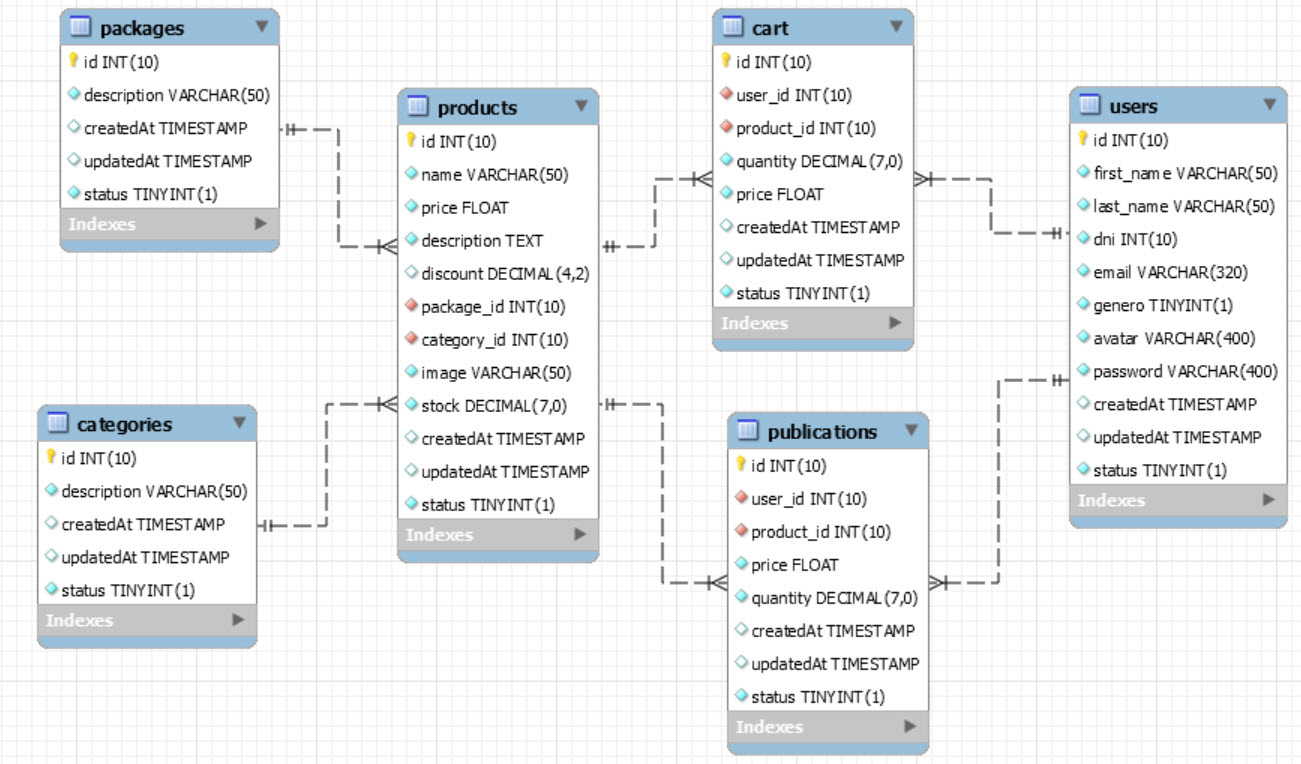 packages
id INT(10)
description VARCHAR(50)
createdAt TIMESTAMP
updatedAt TIMESTAMP
status TINYINT(1)
Indexes
products
id INT(10)
name VARCHAR(50)
price FLOAT
description TEXT
discount DECIMAL(4,2)
package_id INT(10)
category_id INT(10)
image VARCHAR(50)
stock DECIMAL(7,0)
createdAt TIMESTAMP
updatedAt TIMESTAMP
status TINYINT(1)
Indexes
categories
id INT(10)
description VARCHAR(50)
createdAt TIMESTAMP
updatedAt TIMESTAMP
status TINYINT(1)
Indexes
cart
id INT(10)
user_id INT(10)
product_id INT(10)
quantity DECIMAL(7,0)
price FLOAT
createdAt TIMESTAMP
updatedAt TIMESTAMP
status TINYINT(1)
Indexes
publications
id INT(10)
user_id INT(10)
product_id INT(10)
price FLOAT
quantity DECIMAL(7,0)
createdAt TIMESTAMP
updatedAt TIMESTAMP
status TINYINT(1)
Indexes
users
id INT(10)
first_name VARCHAR(50)
last_name VARCHAR(50)
dni INT(10)
email VARCHAR(320)
genero TINYINT(1)
avatar VARCHAR(400)
password VARCHAR(400)
createdAt TIMESTAMP
updatedAt TIMESTAMP
status TINYINT(1)
Indexes